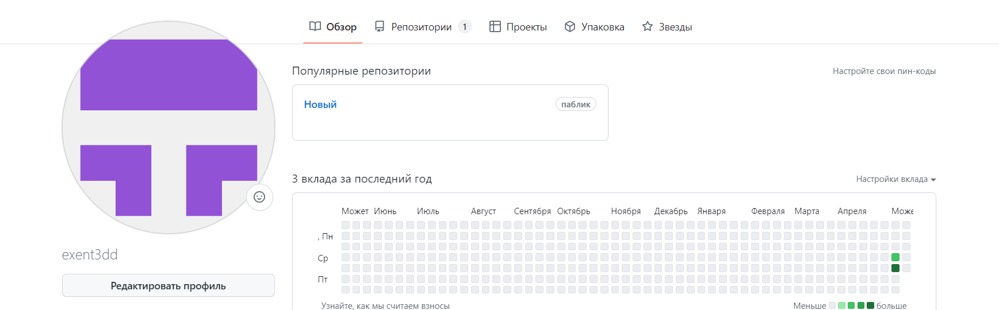 Обзор Репозитории 1 Проекты Упаковка Звезды
Популярные репозитории Настройте свои пин-коды
Новый паблик
3 вклада за последний год Настройки вклада
Может Июнь Июль Август Сентября Октябрь Ноября Декабрь Января Февраля Марта Апреля Може
, Пн
Ср
Пт
Узнайте, как мы считаем взносы Меньше больше
exent3dd
Редактировать профиль